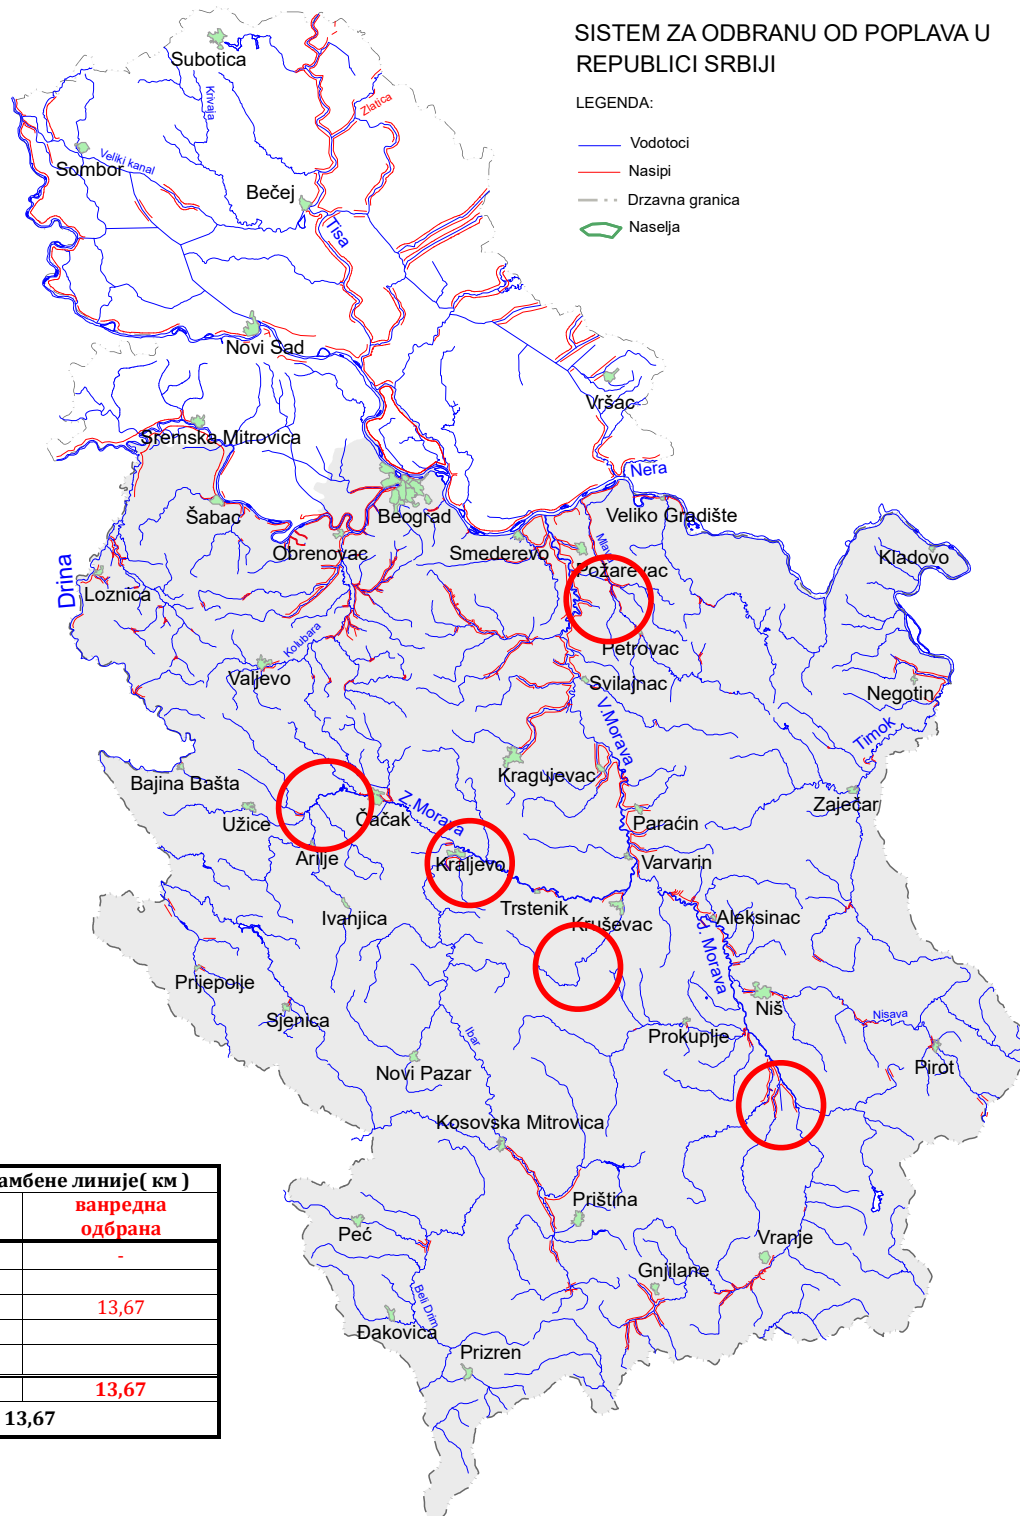 SISTEM ZA ODBRANU OD POPLAVA U
REPUBLICI SRBIJI
LEGENDA:
Vodotoci
Nasipi
Drzavna granica
Naselja
Subotica
Krivaja
Zlatica
Sombor
Veliki kanal
Bečej
Tisa
Novi Sad
Vršac
Sremska Mitrovica
Nera
Šabac
Beograd
Veliko Gradište
Obrenovac
Smederevo
Mlava
Kladovo
Drina
Loznica
Požarevac
Kolubara
Petrovac
Valjevo
Svilajnac
Negotin
V.Morava
Timok
Bajina Bašta
Kragujevac
Zaječar
Užice
Čačak
Z.Morava
Paraćin
Arilje
Kraljevo
Varvarin
Ivanjica
Trstenik
Kruševac
Aleksinac
J. Morava
Prijepolje
Sjenica
Niš
Nisava
Ibar
Prokuplje
Pirot
Novi Pazar
Kosovska Mitrovica
Priština
Peć
Vranje
Gnjilane
Beli Drim
Đakovica
Prizren
амбене линије( км )
ванредна
одбрана
-
13,67
13,67
13,67